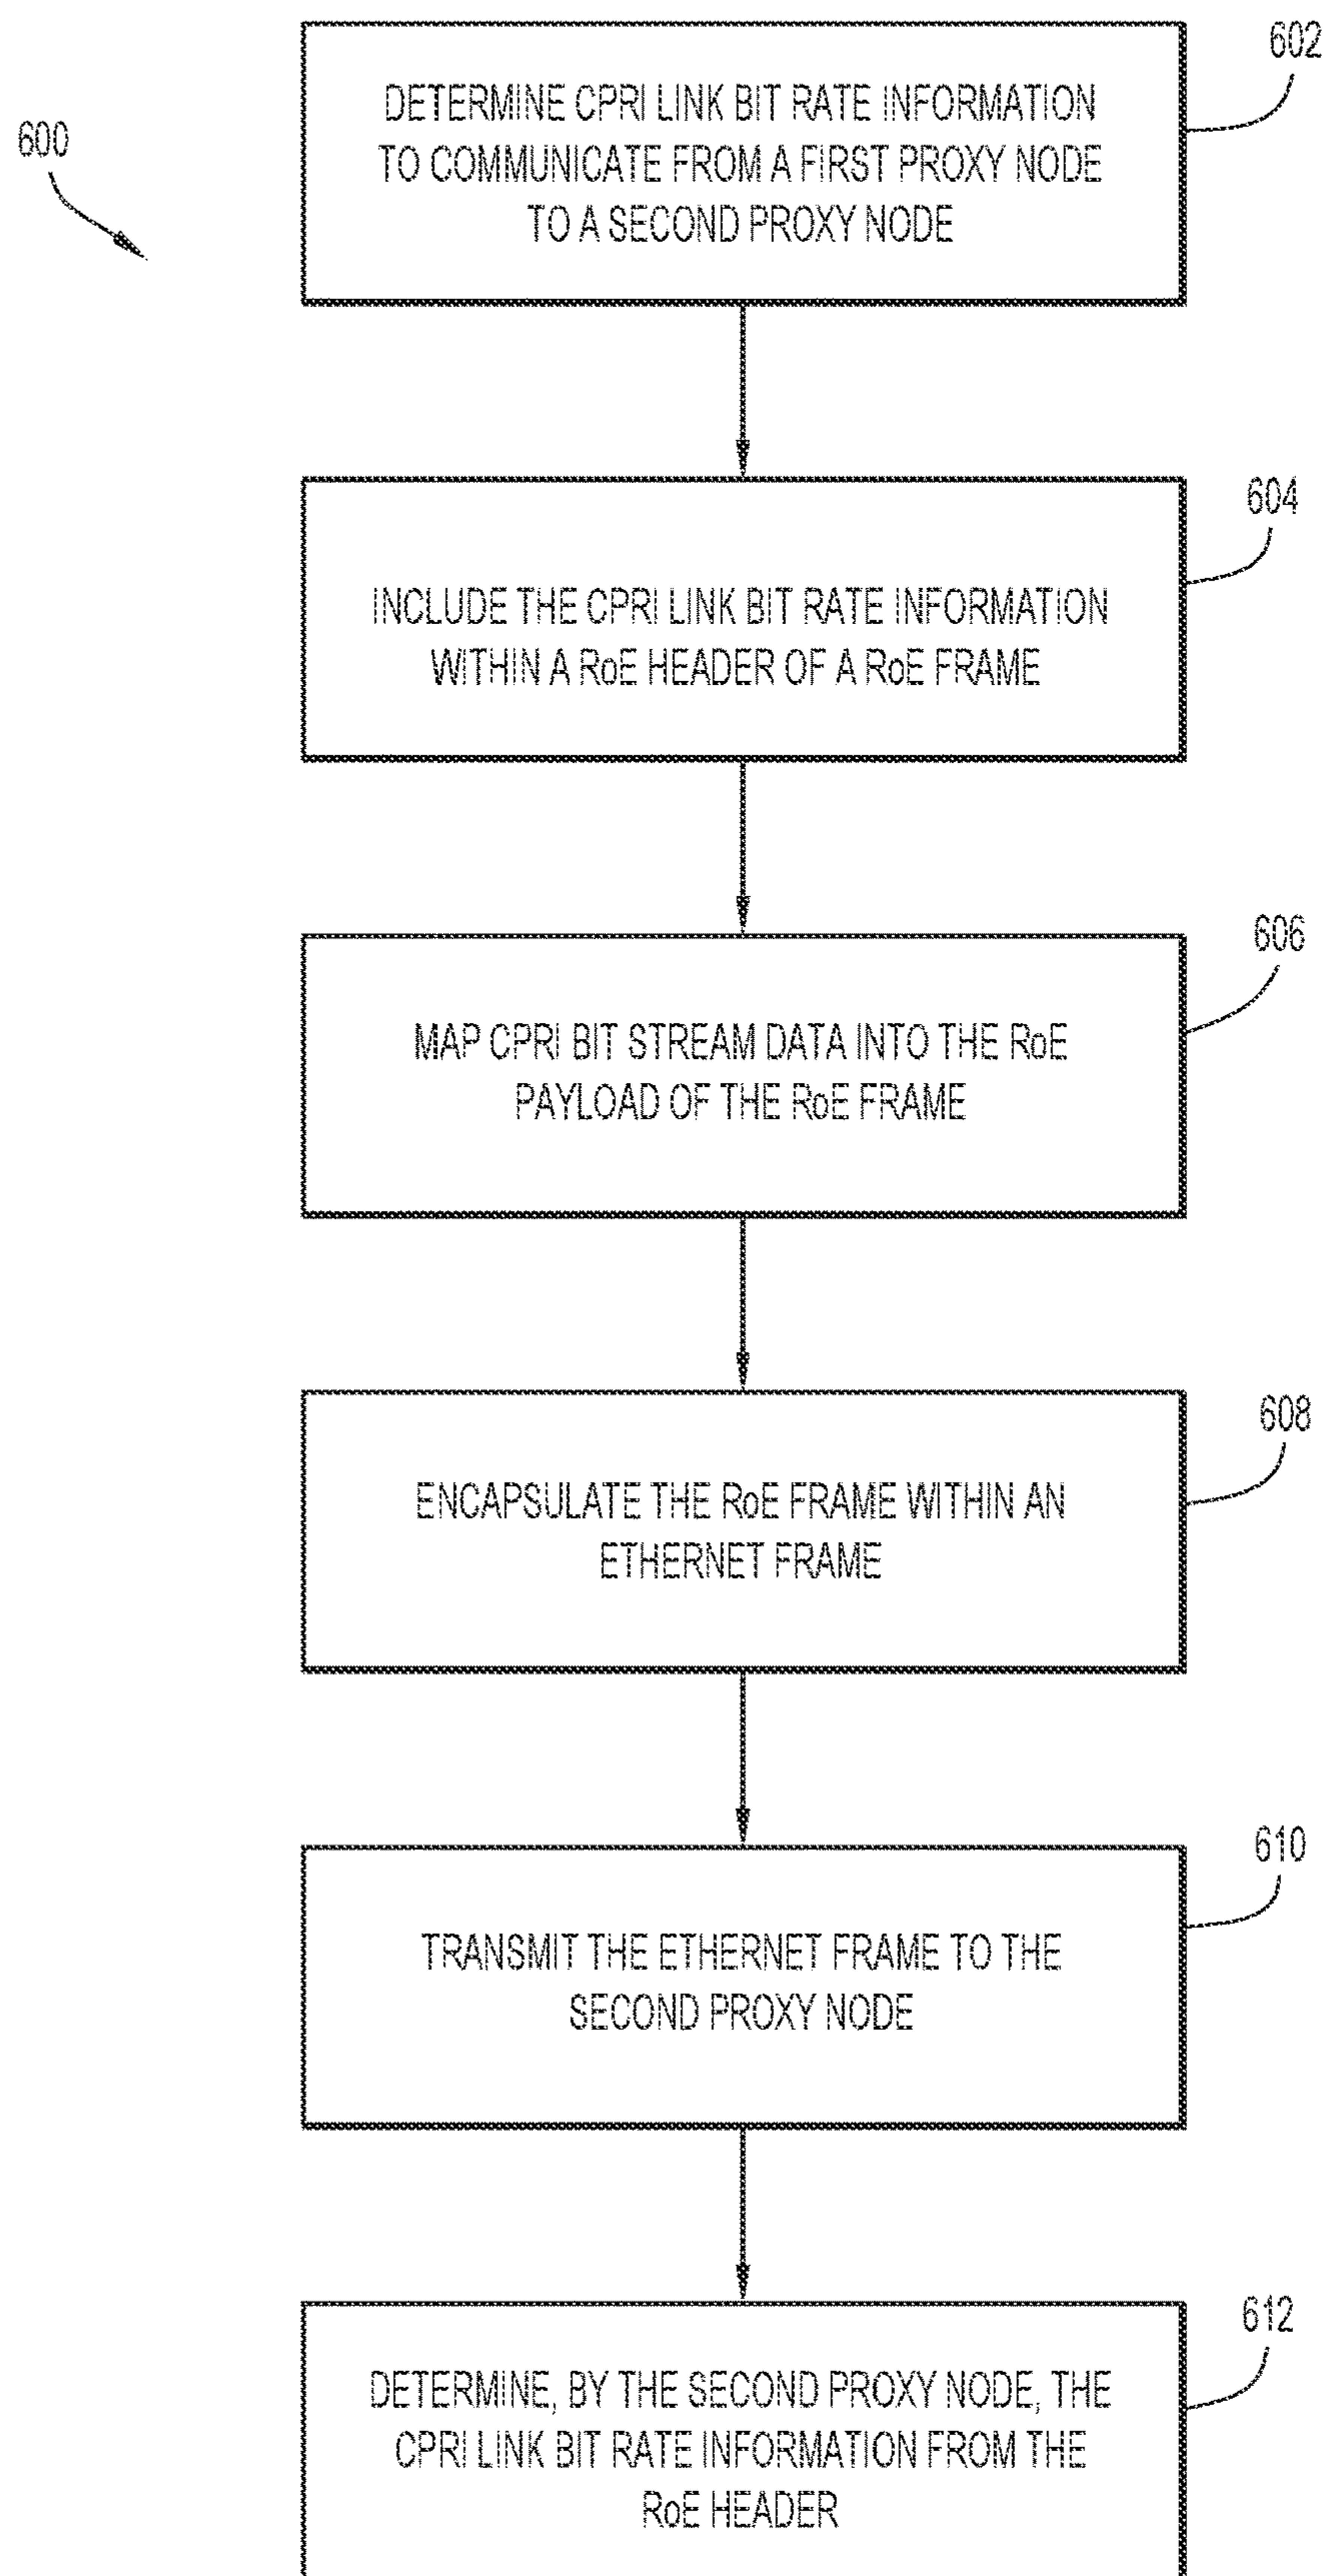 600
602
DETERMINE CPRI LINK BIT RATE INFORMATION
TO COMMUNICATE FROM A FIRST PROXY NODE
TO A SECOND PROXY NODE
604
INCLUDE THE CPRI LINK BIT RATE INFORMATION
WITHIN A RoE HEADER OF A RoE FRAME
606
MAP CPRI BIT STREAM DATA INTO THE RoE
PAYLOAD OF THE RoE FRAME
608
ENCAPSULATE THE RoE FRAME WITHIN AN
ETHERNET FRAME
610
TRANSMIT THE ETHERNET FRAME TO THE
SECOND PROXY NODE
612
DETERMINE, BY THE SECOND PROXY NODE, THE
CPRI LINK BIT RATE INFORMATION FROM THE
RoE HEADER